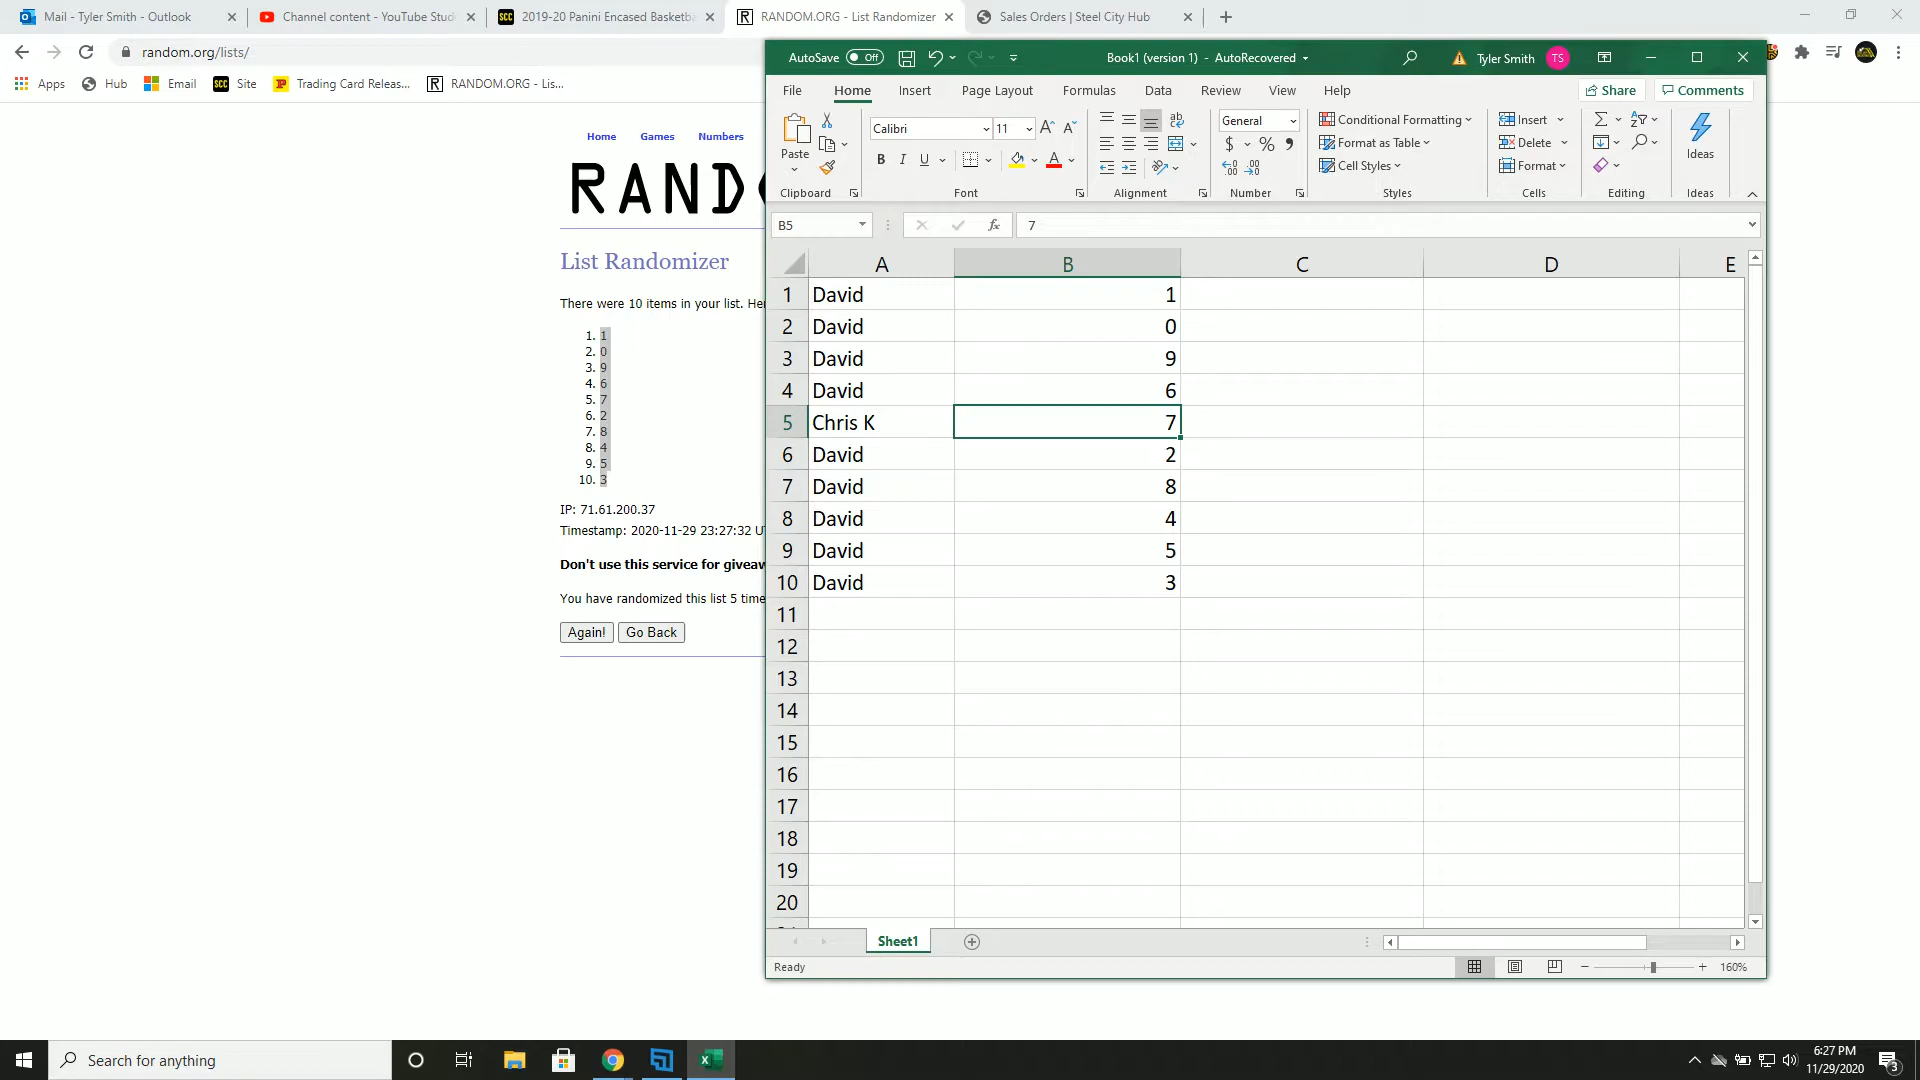 Mail - Tyler Smith - Outlook
Channel content - YouTube Stud
2019-20 Panini Encased Basketba
RANDOM.ORG - List Randomizer
Sales Orders | Steel City Hub
random.org/lists/
Apps
Hub
Email
SCC
Site
Trading Card Releas...
RANDOM.ORG - Lis...
Home
Games
Numbers
List Randomizer
There were 10 items in your list. Her
1. 1
2. 0
3. 9
4. 6
5. 7
6. 2
7. 8
8. 4
9. 5
10. 3
IP: 71.61.200.37
Timestamp: 2020-11-29 23:27:32 U
Don't use this service for giveaw
You have randomized this list 5 time
Again!
Go Back
AutoSave Off
Book1 (version 1) - AutoRecovered
Tyler Smith TS
File Home Insert Page Layout Formulas Data Review View Help
Share Comments
Paste
Clipboard
Calibri 11
B I U
Font
Alignment
General
$ % 9
Number
Conditional Formatting
Format as Table
Cell Styles
Styles
Insert
Delete
Format
Cells
Editing
Ideas
Ideas
B5 fx 7
A B C D E
1 David 1
2 David 0
3 David 9
4 David 6
5 Chris K 7
6 David 2
7 David 8
8 David 4
9 David 5
10 David 3
11
12
13
14
15
16
17
18
19
20
Sheet1
Ready
160%
Search for anything
6:27 PM
11/29/2020
3